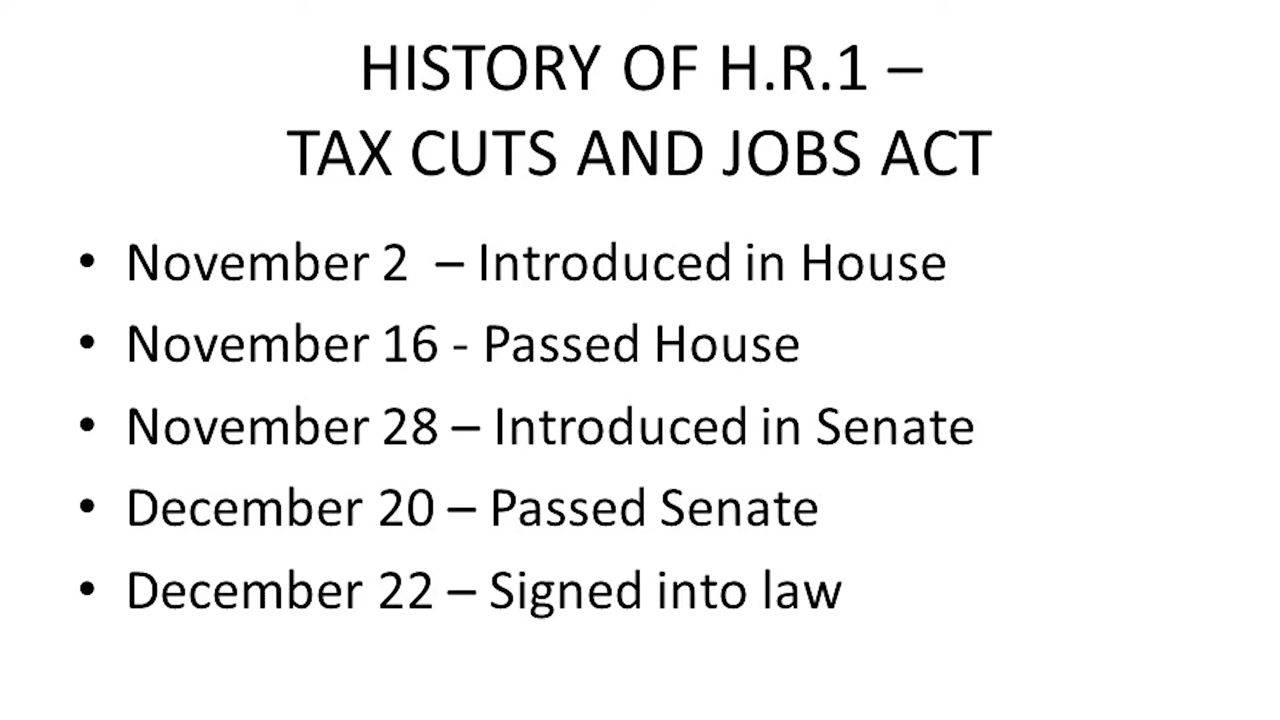 HISTORY OF H.R.1 –
TAX CUTS AND JOBS ACT
• November 2 – Introduced in House
• November 16 - Passed House
• November 28 – Introduced in Senate
• December 20 – Passed Senate
• December 22 – Signed into law